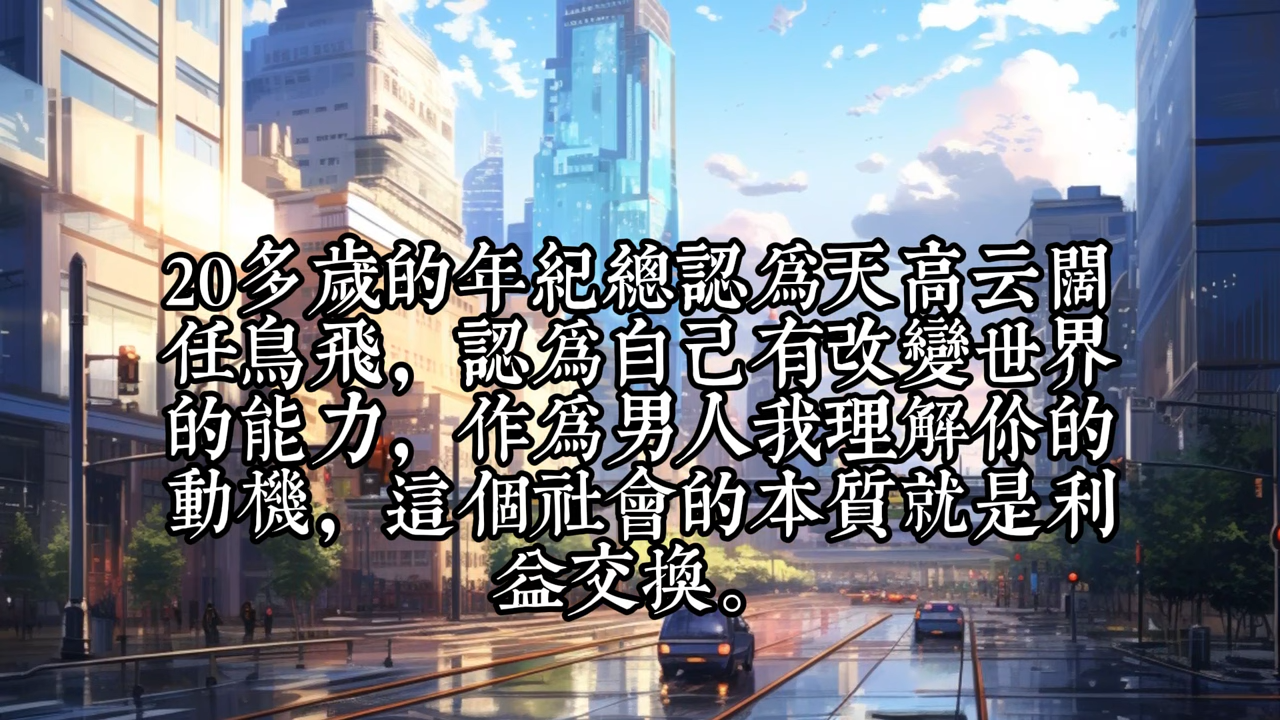 20多歲的年紀總認爲天高云闊
任鳥飛，認爲自己有改變世界
的能力，作爲男人我理解你的
動機，這個社會的本質就是利
益交換。